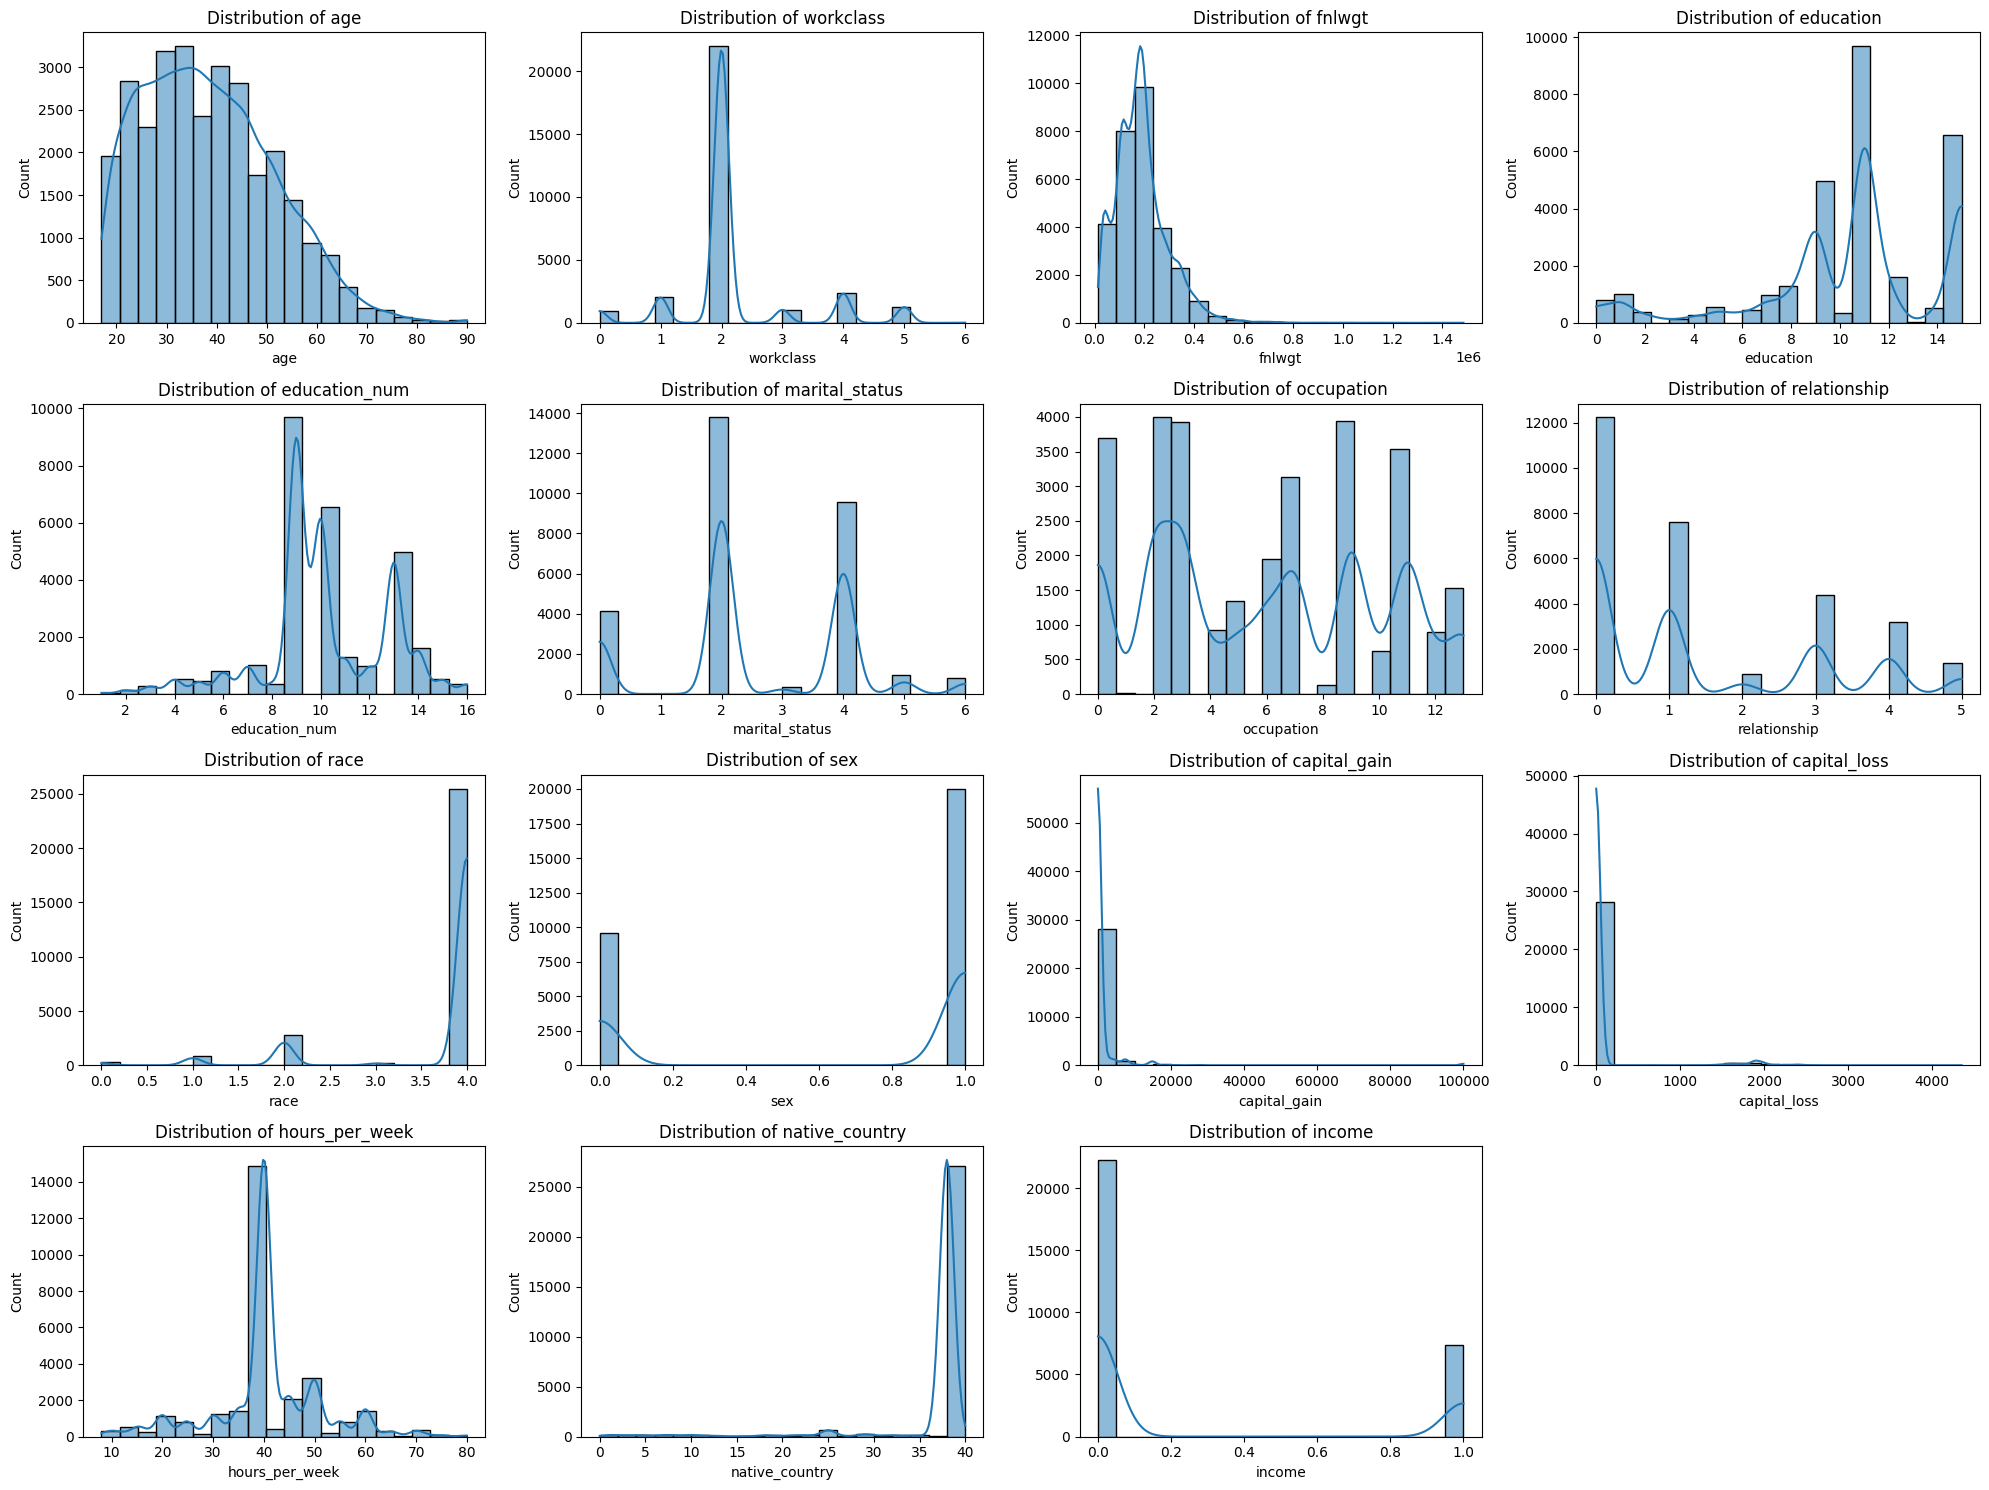 Distribution of age
Distribution of workclass
Distribution of fnlwgt
Distribution of education
Count
3000
2500
2000
1500
1000
500
0
20 30 40 50 60 70 80 90
age
Count
20000
15000
10000
5000
0
0 1 2 3 4 5 6
workclass
Count
12000
10000
8000
6000
4000
2000
0
0.0 0.2 0.4 0.6 0.8 1.0 1.2 1.4
1e6
fnlwgt
Count
10000
8000
6000
4000
2000
0
0 2 4 6 8 10 12 14
education
Distribution of education_num
Distribution of marital_status
Distribution of occupation
Distribution of relationship
Count
10000
8000
6000
4000
2000
0
2 4 6 8 10 12 14 16
education_num
Count
14000
12000
10000
8000
6000
4000
2000
0
0 1 2 3 4 5 6
marital_status
Count
4000
3500
3000
2500
2000
1500
1000
500
0
0 2 4 6 8 10 12
occupation
Count
12000
10000
8000
6000
4000
2000
0
0 1 2 3 4 5
relationship
Distribution of race
Distribution of sex
Distribution of capital_gain
Distribution of capital_loss
Count
25000
20000
15000
10000
5000
0
0.0 0.5 1.0 1.5 2.0 2.5 3.0 3.5 4.0
race
Count
20000
17500
15000
12500
10000
7500
5000
2500
0
0.0 0.2 0.4 0.6 0.8 1.0
sex
Count
50000
40000
30000
20000
10000
0
0 20000 40000 60000 80000 100000
capital_gain
Count
50000
40000
30000
20000
10000
0
0 1000 2000 3000 4000
capital_loss
Distribution of hours_per_week
Distribution of native_country
Distribution of income
Count
14000
12000
10000
8000
6000
4000
2000
0
10 20 30 40 50 60 70 80
hours_per_week
Count
25000
20000
15000
10000
5000
0
0 5 10 15 20 25 30 35 40
native_country
Count
20000
15000
10000
5000
0
0.0 0.2 0.4 0.6 0.8 1.0
income